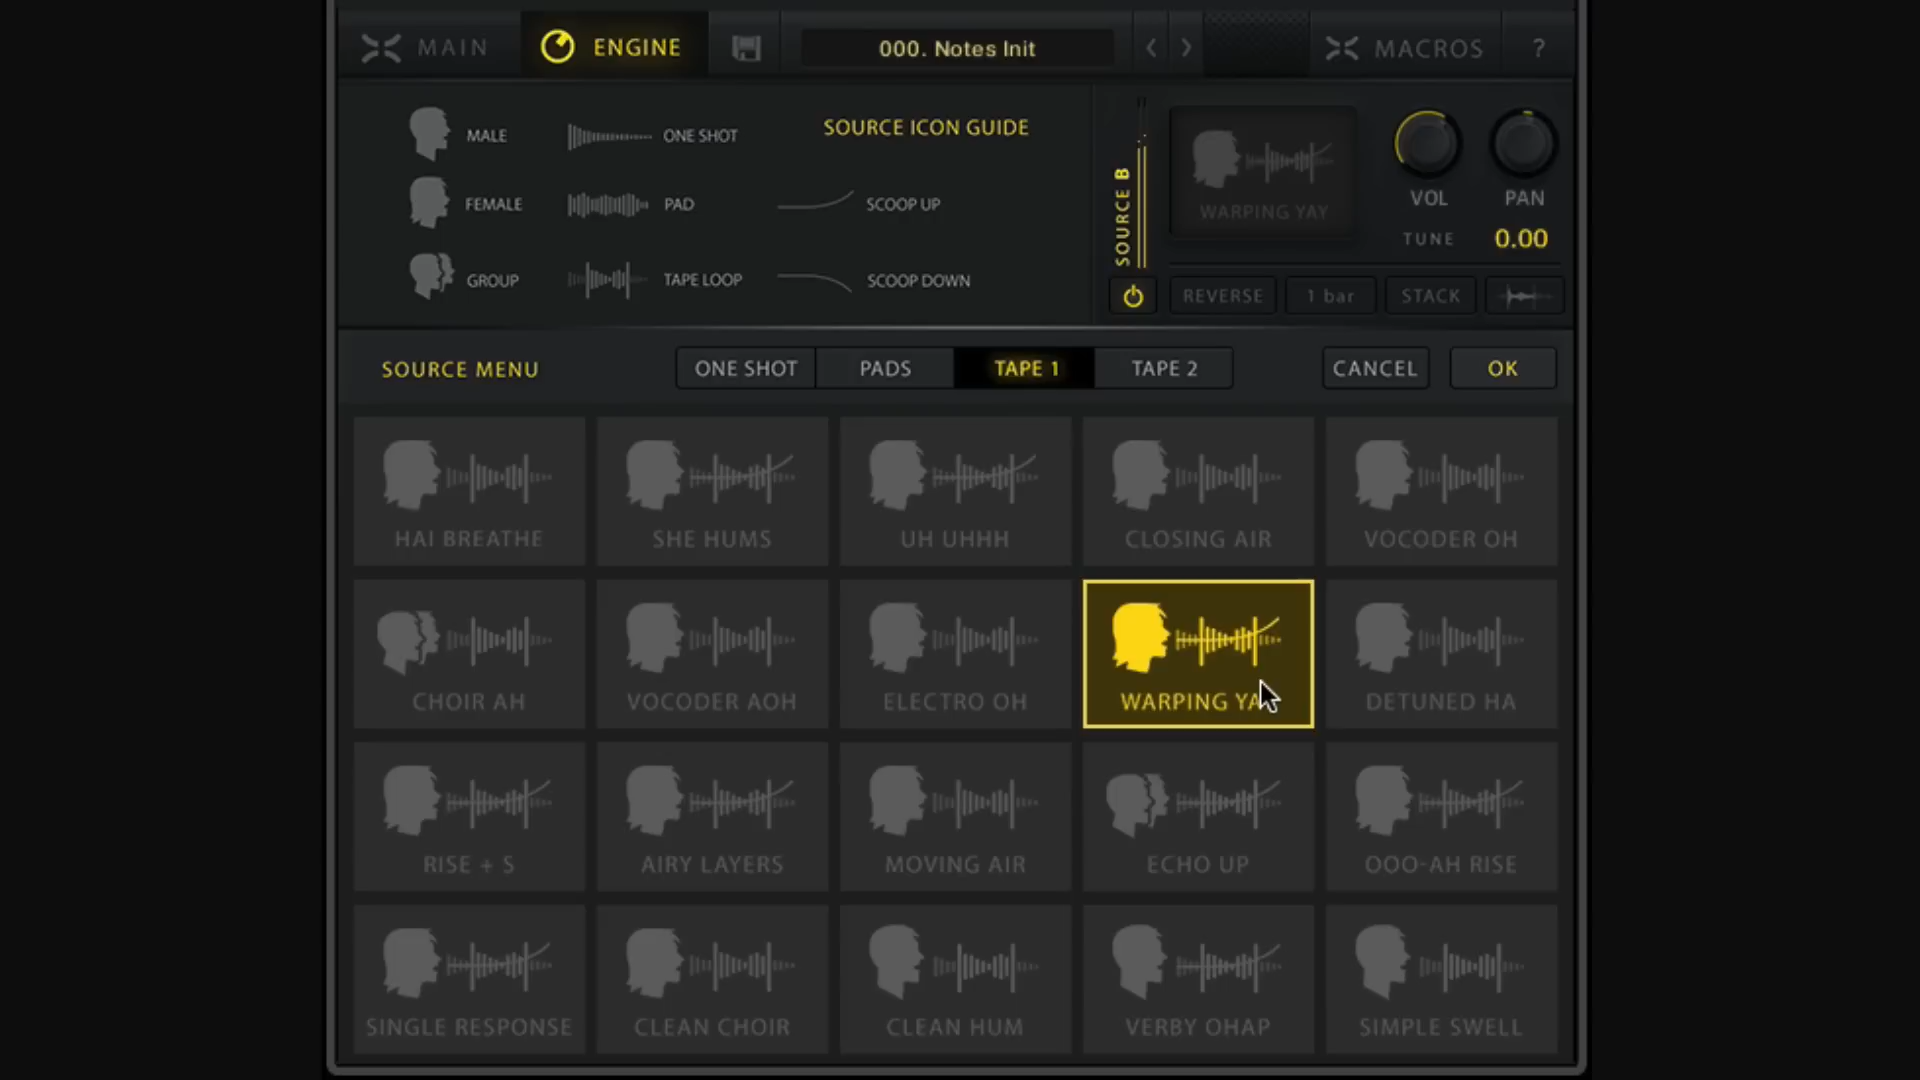 MAIN
ENGINE
000. Notes Init
MACROS
?
MALE
ONE SHOT
SOURCE ICON GUIDE
FEMALE
PAD
SCOOP UP
GROUP
TAPE LOOP
SCOOP DOWN
SOURCE B
WARPING YAY
VOL
PAN
TUNE
0.00
REVERSE
1 bar
STACK
SOURCE MENU
ONE SHOT
PADS
TAPE 1
TAPE 2
CANCEL
OK
HAI BREATHE
SHE HUMS
UH UHHH
CLOSING AIR
VOCODER OH
CHOIR AH
VOCODER AOH
ELECTRO OH
WARPING YAY
DETUNED HA
RISE + S
AIRY LAYERS
MOVING AIR
ECHO UP
OOO-AH RISE
SINGLE RESPONSE
CLEAN CHOIR
CLEAN HUM
VERBY OHAP
SIMPLE SWELL